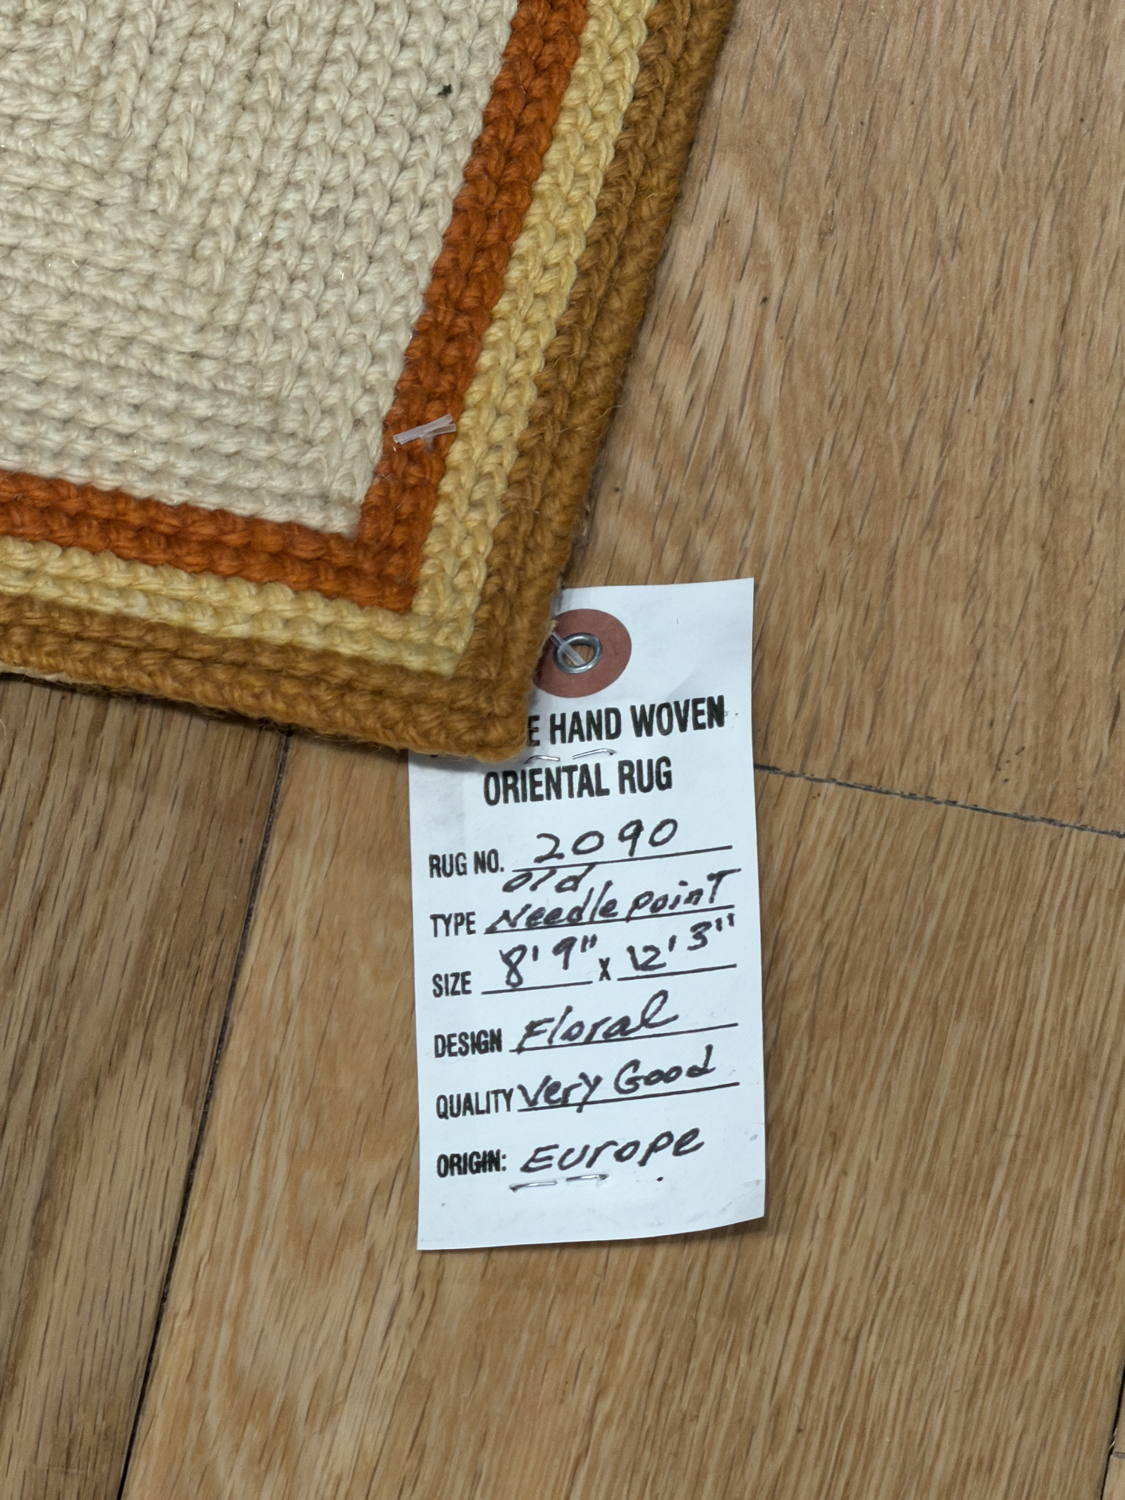 HAND WOVEN
ORIENTAL RUG
RUG NO. 2090
old
TYPE Needlepoint
SIZE 8' 9" x 12' 3"
DESIGN Floral
QUALITY Very Good
ORIGIN: Europe